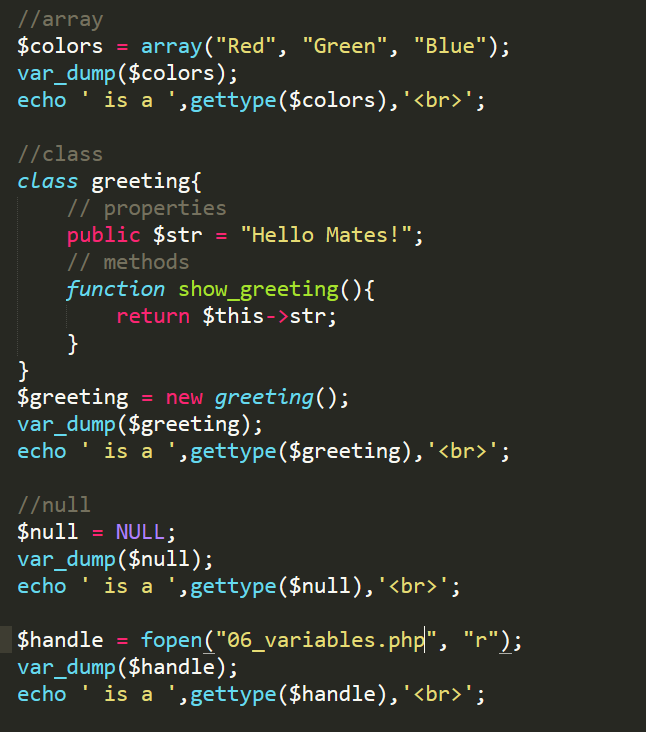 //array
$colors = array("Red", "Green", "Blue");
var_dump($colors);
echo ' is a ',gettype($colors),'<br>';
//class
class greeting{
// properties
public $str = "Hello Mates!";
// methods
function show_greeting(){
return $this->str;
}
}
$greeting = new greeting();
var_dump($greeting);
echo ' is a ',gettype($greeting),'<br>';
//null
$null = NULL;
var_dump($null);
echo ' is a ',gettype($null),'<br>';
$handle = fopen("06_variables.php", "r");
var_dump($handle);
echo ' is a ',gettype($handle),'<br>';